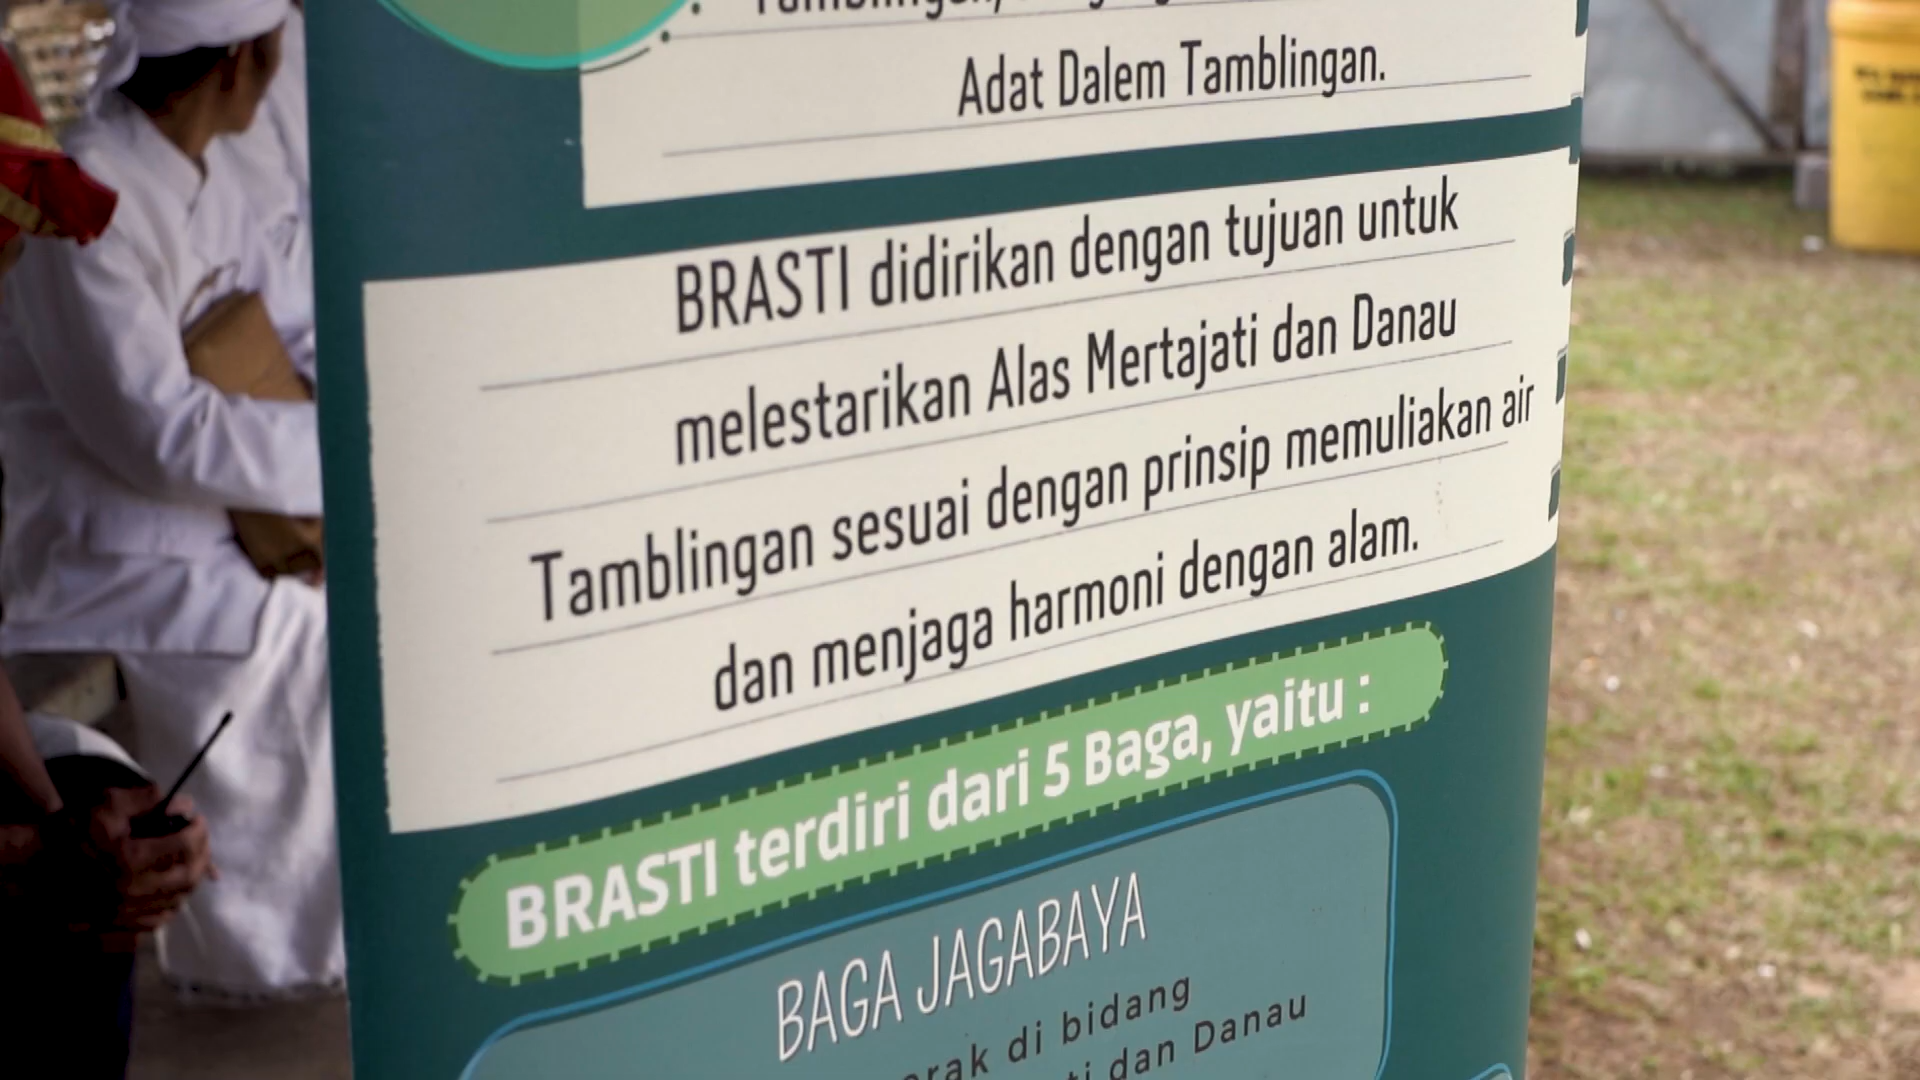 Adat Dalem Tamblingan.
BRASTI didirikan dengan tujuan untuk
melestarikan Alas Mertajati dan Danau
Tamblingan sesuai dengan prinsip memuliakan air
dan menjaga harmoni dengan alam.
BRASTI terdiri dari 5 Baga, yaitu :
BAGA JAGABAYA
di bidang
dan Danau